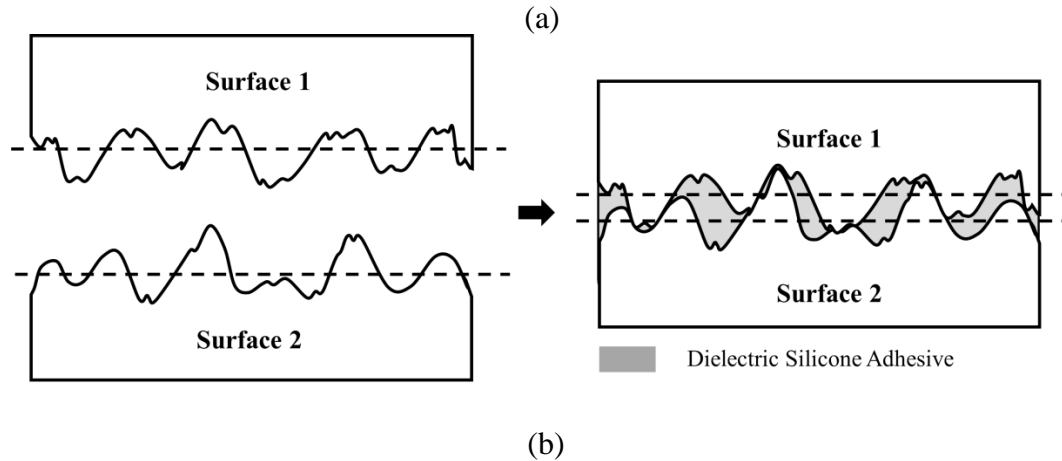 (a)
Surface 1
Surface 1
Surface 2
Surface 2
Dielectric Silicone Adhesive
(b)